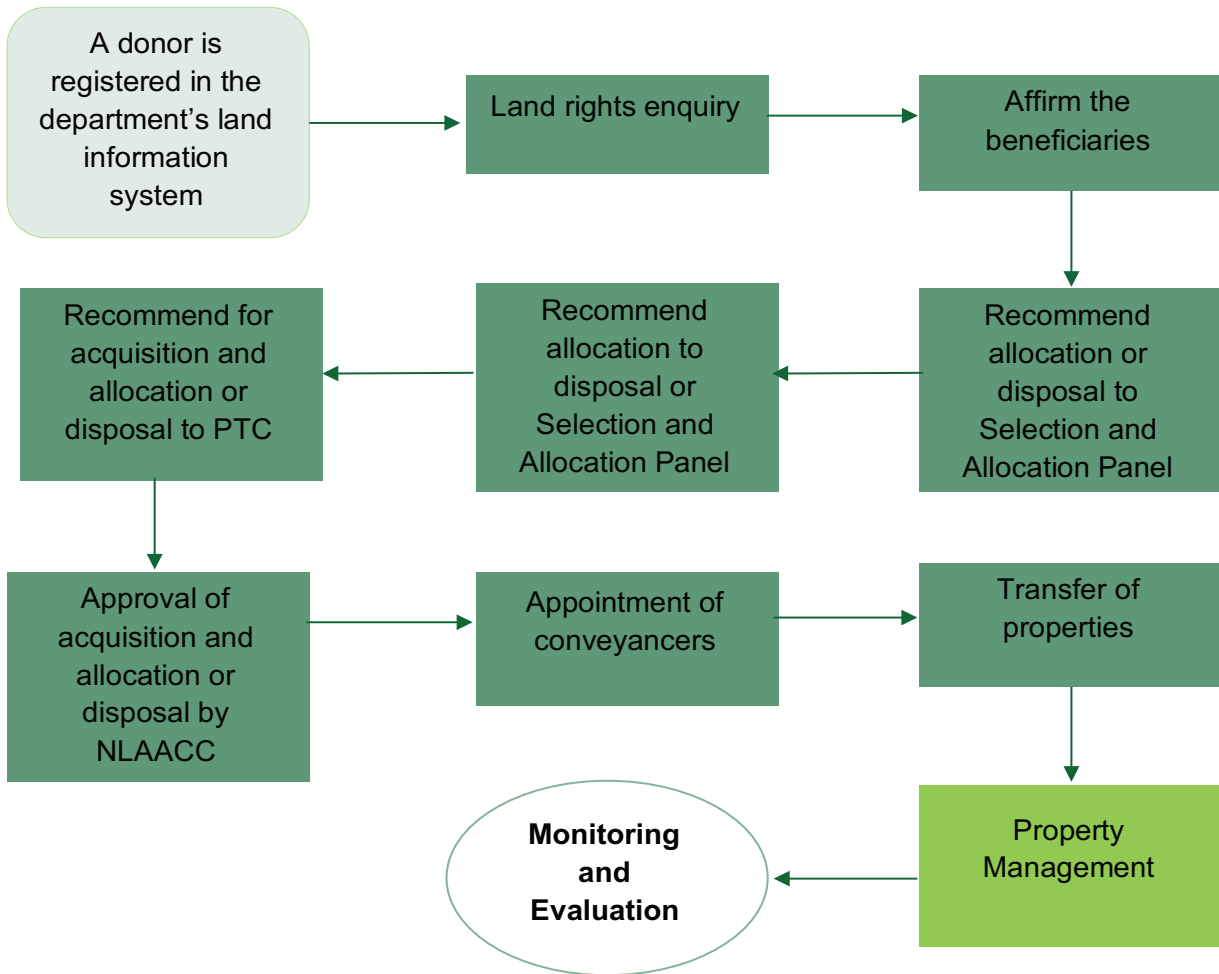 A donor is
registered in the
department's land
information
system
Land rights enquiry
Affirm the
beneficiaries
Recommend
allocation or
disposal to
Selection and
Allocation Panel
Recommend
allocation to
disposal or
Selection and
Allocation Panel
Recommend for
acquisition and
allocation or
disposal to PTC
Approval of
acquisition and
allocation or
disposal by
NLAACC
Appointment of
conveyancers
Transfer of
properties
Property
Management
Monitoring
and
Evaluation